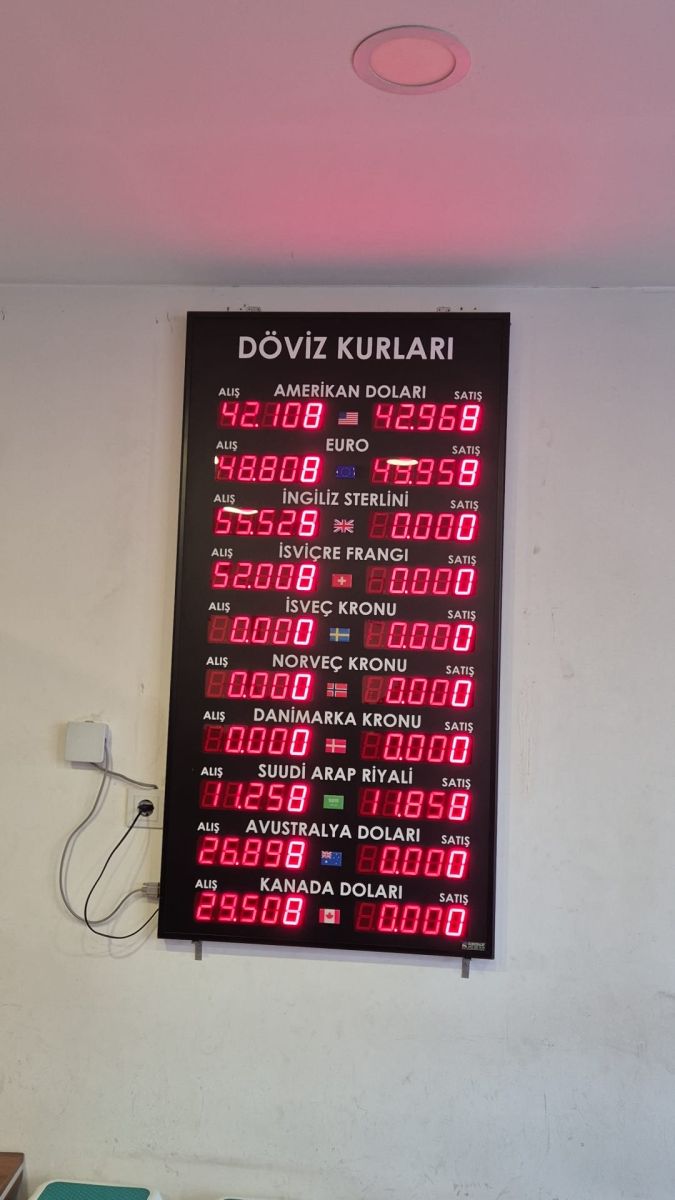 DÖVİZ KURLARI
ALIŞ AMERİKAN DOLARI SATIŞ
42.108 42.968
ALIŞ EURO SATIŞ
48.808 49.958
ALIŞ İNGİLİZ STERLİNİ SATIŞ
55.528 0.000
ALIŞ İSVİÇRE FRANGI SATIŞ
52.008 0.000
ALIŞ İSVEÇ KRONU SATIŞ
0.000 0.000
ALIŞ NORVEÇ KRONU SATIŞ
0.000 0.000
ALIŞ DANİMARKA KRONU SATIŞ
0.000 0.000
ALIŞ SUUDİ ARAP RİYALİ SATIŞ
11.258 11.858
ALIŞ AVUSTRALYA DOLARI SATIŞ
26.898 0.000
ALIŞ KANADA DOLARI SATIŞ
29.508 0.000